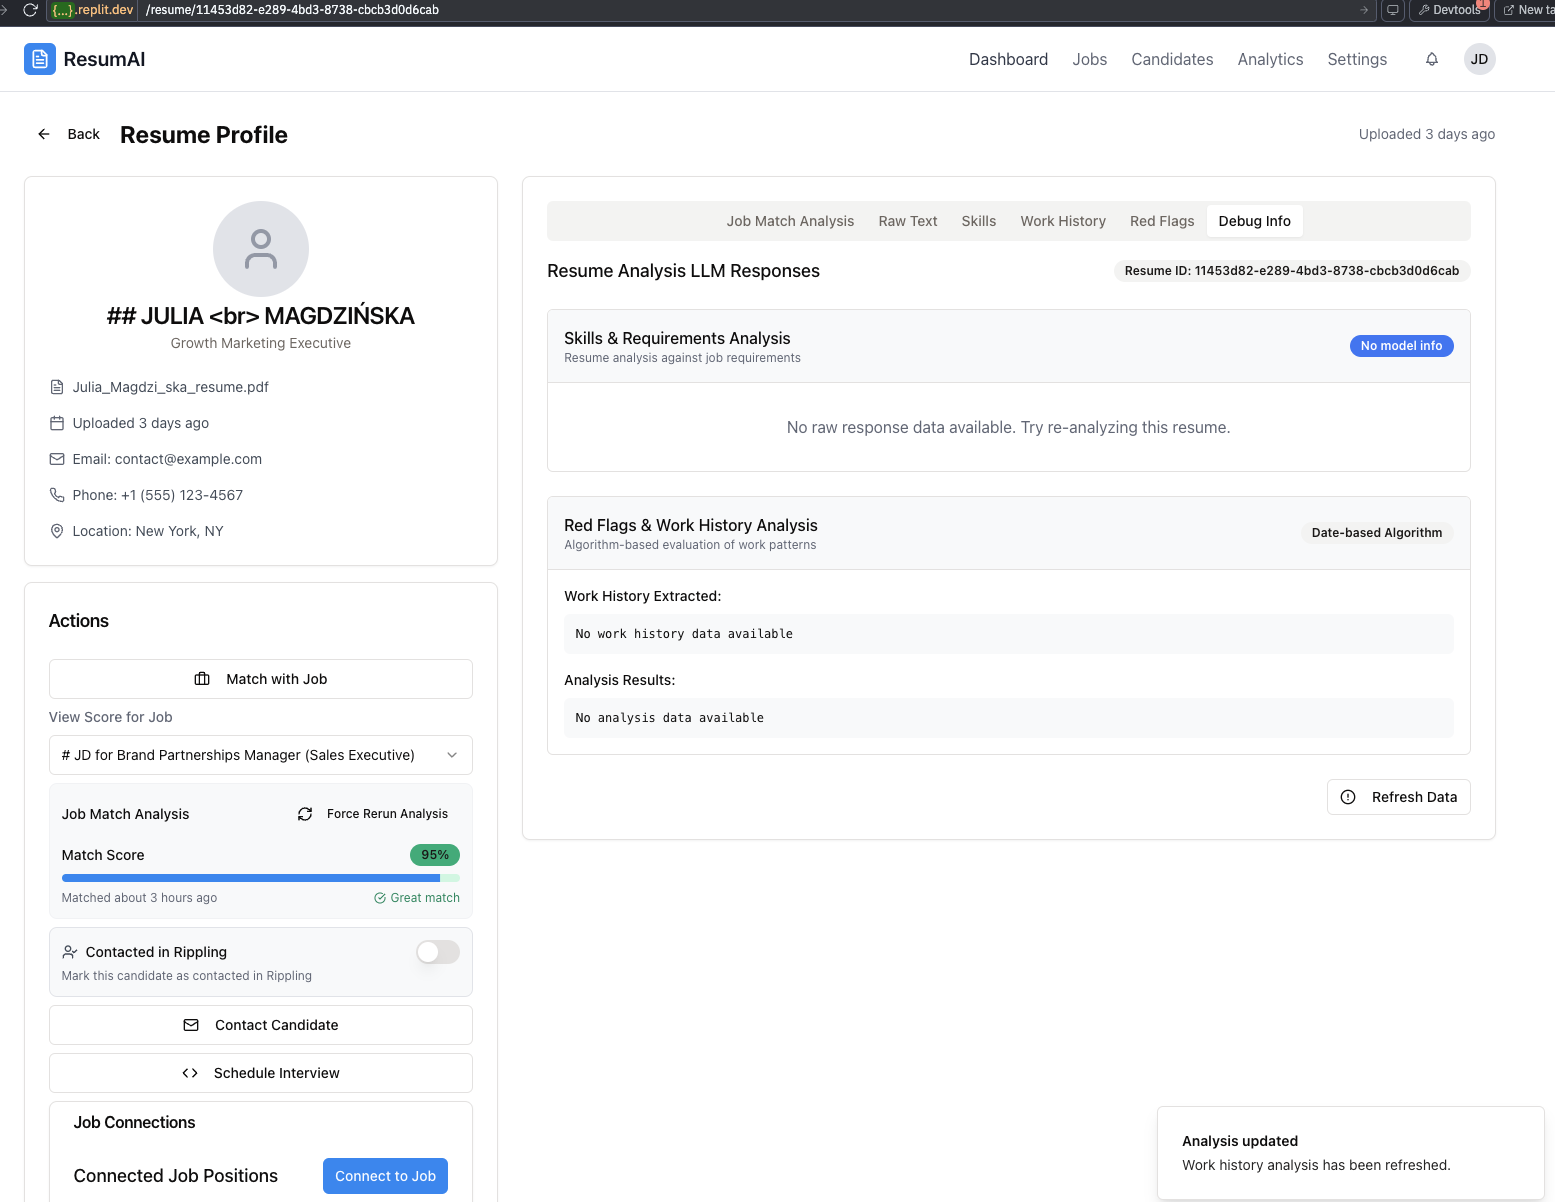 {...}.replit.dev /resume/11453d82-e289-4bd3-8738-cbcb3d0d6cab
Devtools
1
New ta
ResumAI
Dashboard Jobs Candidates Analytics Settings JD
Back Resume Profile Uploaded 3 days ago
## JULIA <br> MAGDZIŃSKA
Growth Marketing Executive
Julia_Magdzi_ska_resume.pdf
Uploaded 3 days ago
Email: contact@example.com
Phone: +1 (555) 123-4567
Location: New York, NY
Actions
Match with Job
View Score for Job
# JD for Brand Partnerships Manager (Sales Executive)
Job Match Analysis Force Rerun Analysis
Match Score 95%
Matched about 3 hours ago Great match
Contacted in Rippling
Mark this candidate as contacted in Rippling
Contact Candidate
Schedule Interview
Job Connections
Connected Job Positions Connect to Job
Job Match Analysis Raw Text Skills Work History Red Flags Debug Info
Resume Analysis LLM Responses Resume ID: 11453d82-e289-4bd3-8738-cbcb3d0d6cab
Skills & Requirements Analysis
Resume analysis against job requirements
No model info
No raw response data available. Try re-analyzing this resume.
Red Flags & Work History Analysis
Algorithm-based evaluation of work patterns
Date-based Algorithm
Work History Extracted:
No work history data available
Analysis Results:
No analysis data available
Refresh Data
Analysis updated
Work history analysis has been refreshed.